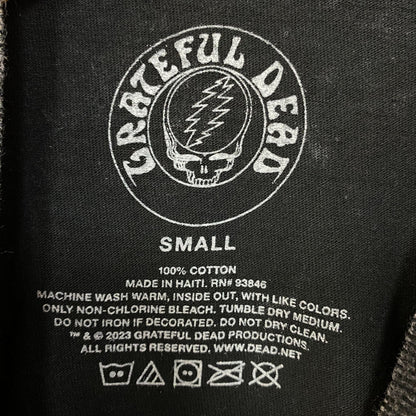 GRATEFUL DEAD
SMALL
100% COTTON
MADE IN HAITI. RN# 93846
MACHINE WASH WARM, INSIDE OUT, WITH LIKE COLORS.
ONLY NON-CHLORINE BLEACH. TUMBLE DRY MEDIUM.
DO NOT IRON IF DECORATED. DO NOT DRY CLEAN.
™ & © 2023 GRATEFUL DEAD PRODUCTIONS.
ALL RIGHTS RESERVED. WWW.DEAD.NET